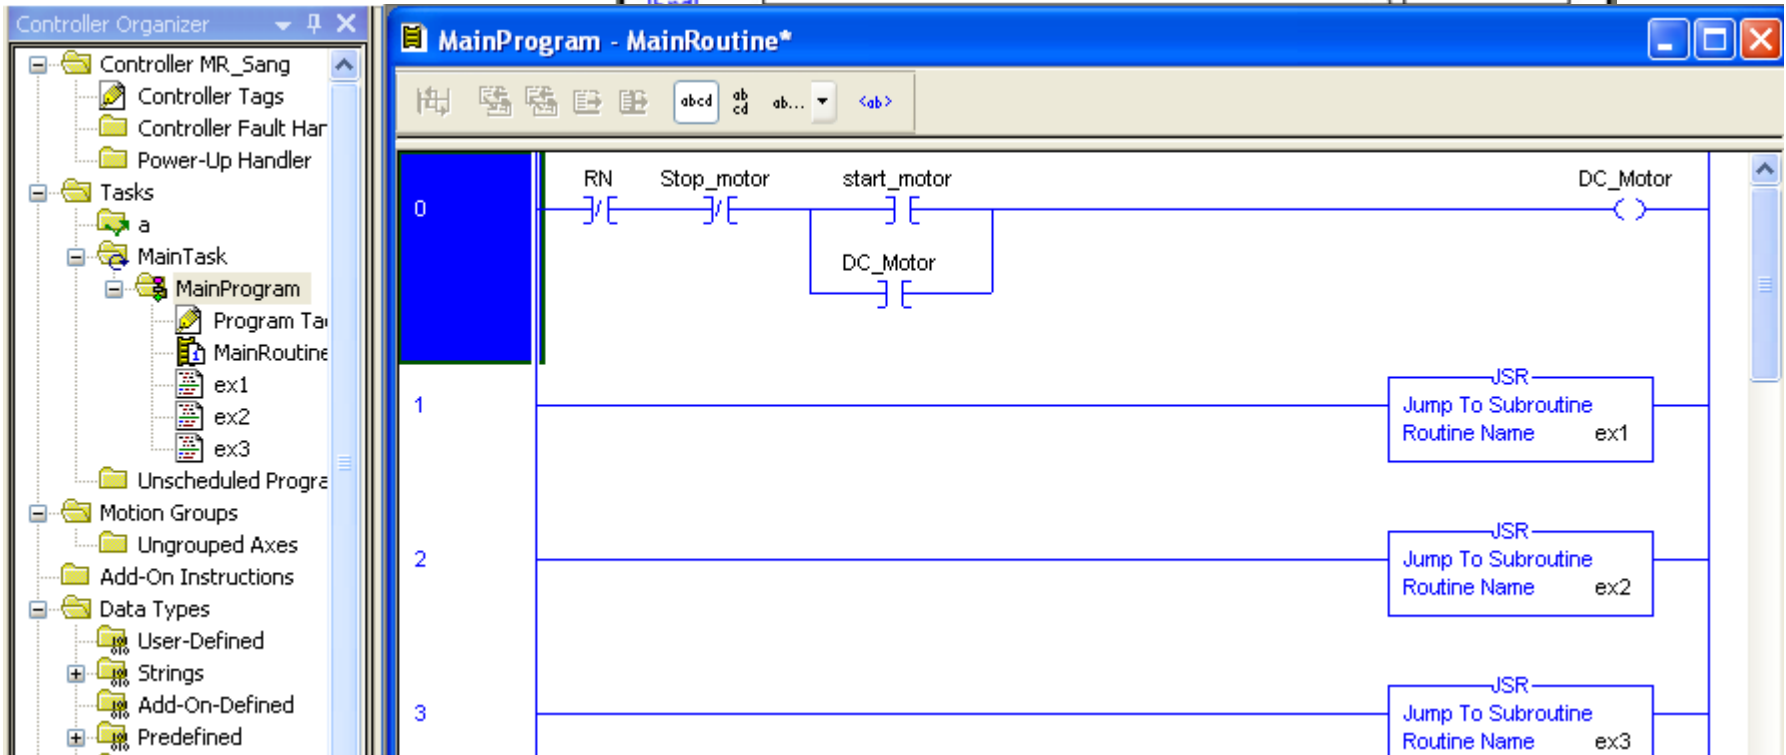 Controller Organizer
Controller MR_Sang
Controller Tags
Controller Fault Har
Power-Up Handler
Tasks
a
MainTask
MainProgram
Program Ta
MainRoutine
ex1
ex2
ex3
Unscheduled Progra
Motion Groups
Ungrouped Axes
Add-On Instructions
Data Types
User-Defined
Strings
Add-On-Defined
Predefined
MainProgram - MainRoutine*
abcd
ab
cd
ab...
<ab>
0
RN
Stop_motor
start_motor
DC_Motor
DC_Motor
1
JSR
Jump To Subroutine
Routine Name ex1
2
JSR
Jump To Subroutine
Routine Name ex2
3
JSR
Jump To Subroutine
Routine Name ex3